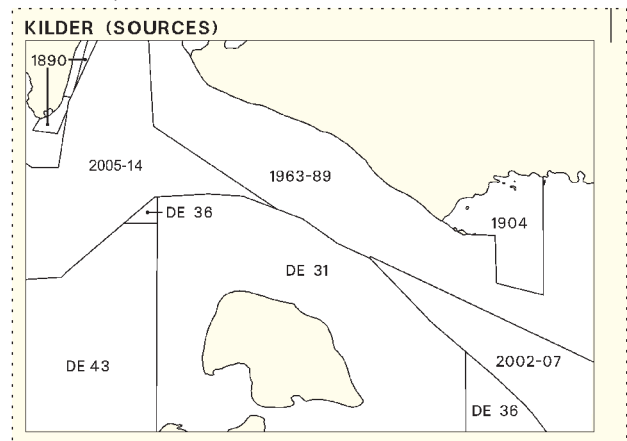 KILDER (SOURCES)
1890
2005-14
1963-89
DE 36
1904
DE 31
DE 43
2002-07
DE 36